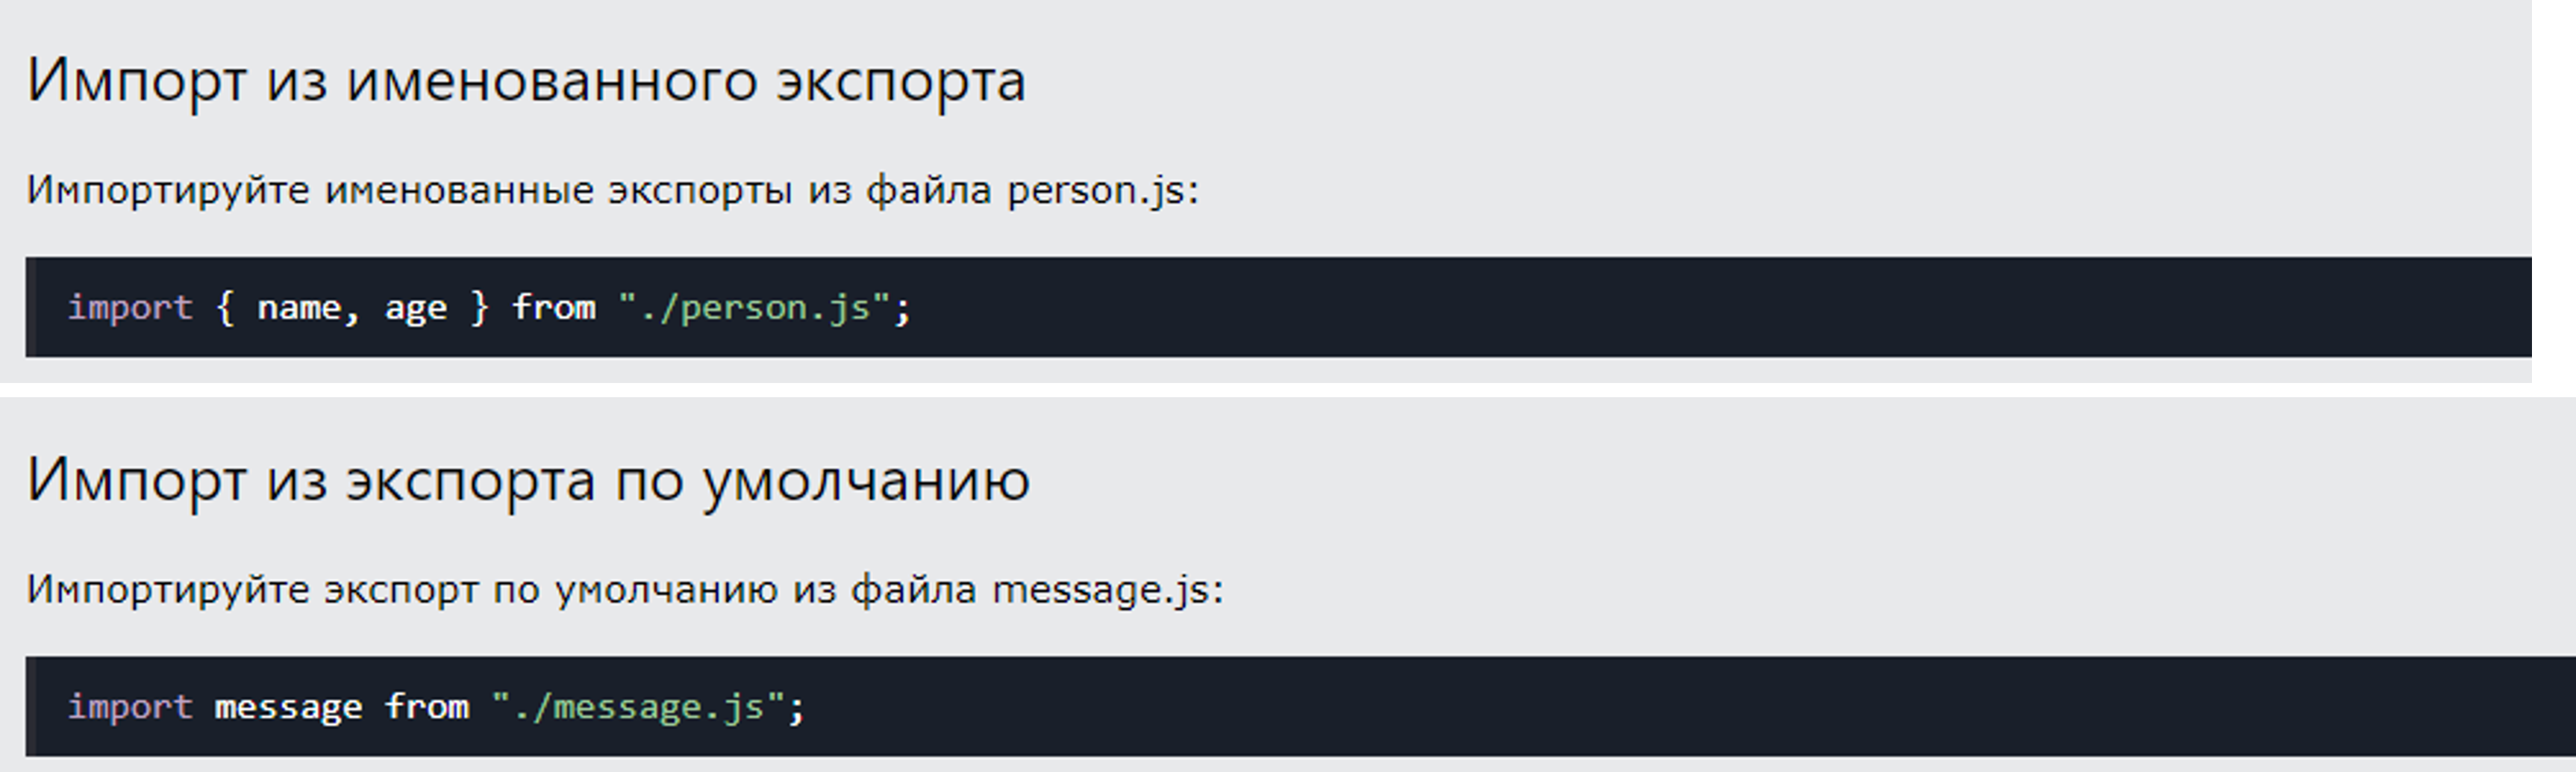 Импорт из именованного экспорта
Импортируйте именованные экспорты из файла person.js:
import { name, age } from "./person.js";
Импорт из экспорта по умолчанию
Импортируйте экспорт по умолчанию из файла message.js:
import message from "./message.js";